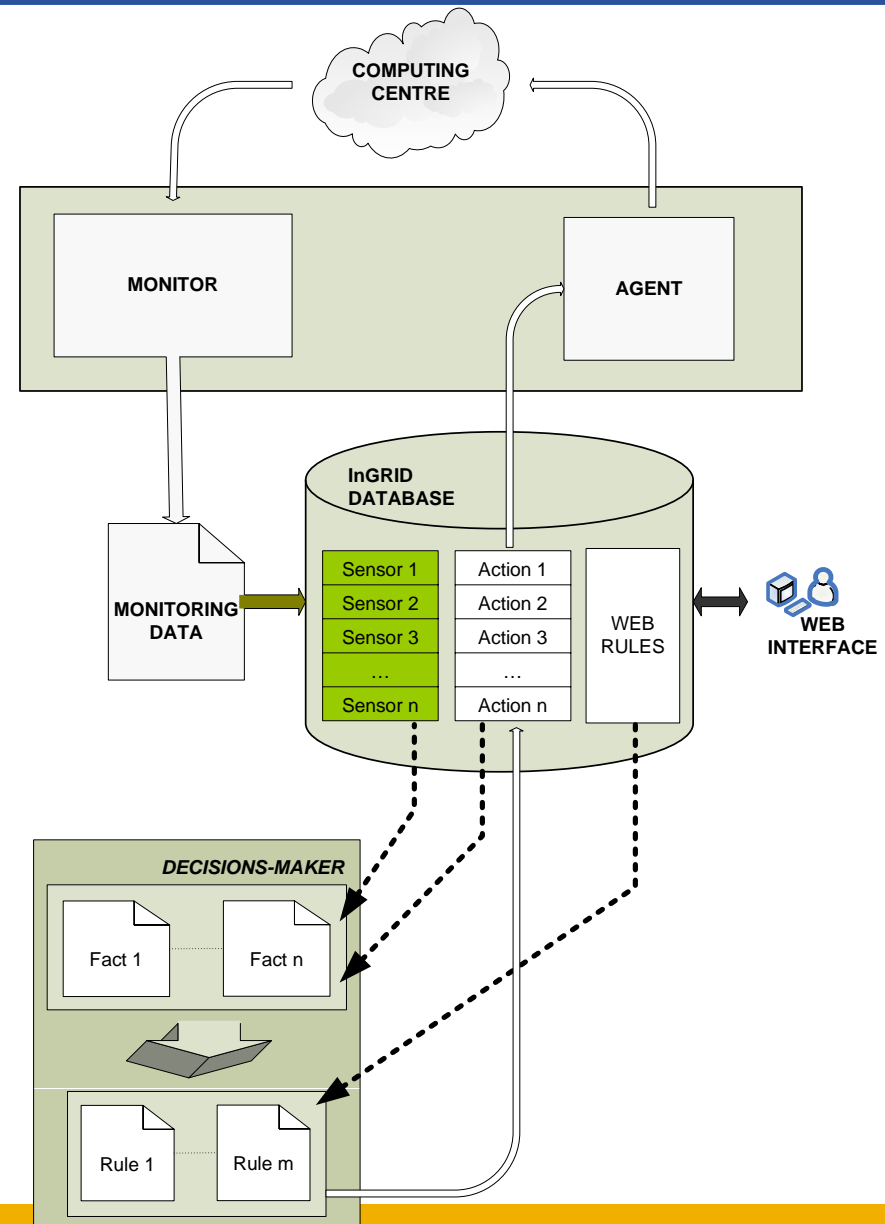 COMPUTING
CENTRE
MONITOR
AGENT
InGRID
DATABASE
MONITORING
DATA
Sensor 1
Sensor 2
Sensor 3
…
Sensor n
Action 1
Action 2
Action 3
…
Action n
WEB
RULES
WEB
INTERFACE
DECISIONS-MAKER
Fact 1
Fact n
Rule 1
Rule m